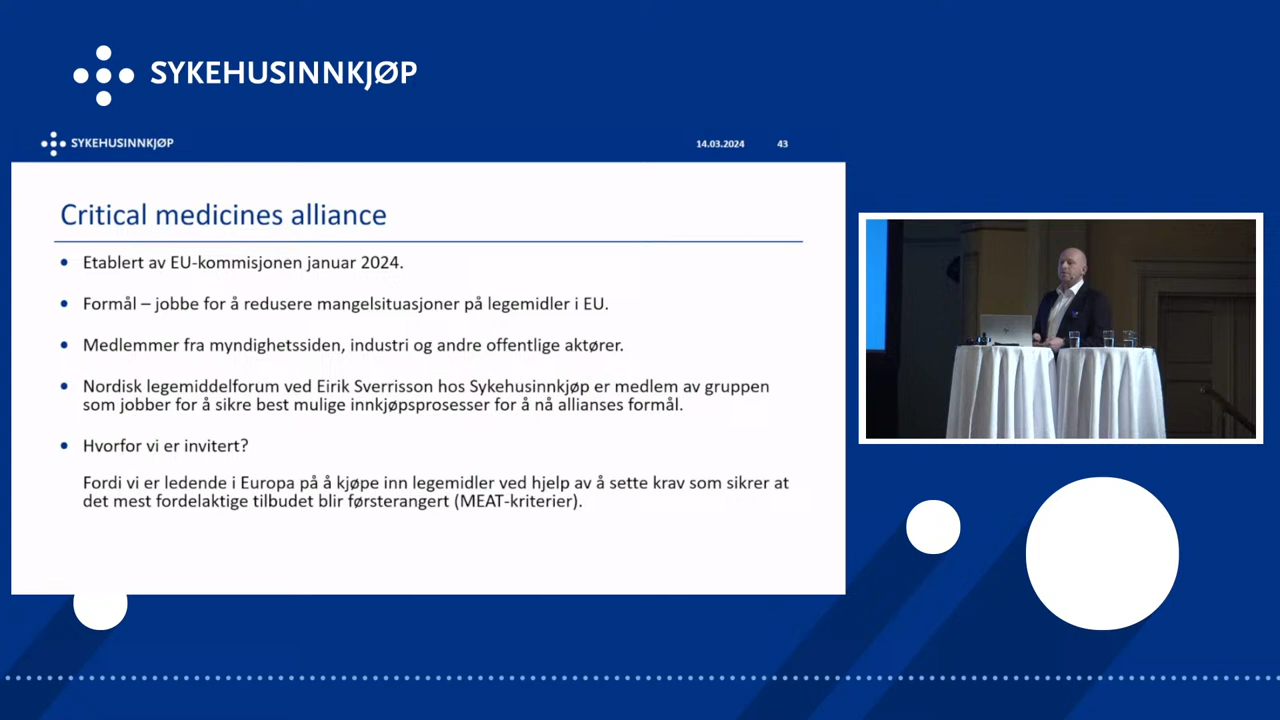 SYKEHUSINNKJØP
SYKEHUSINNKJØP
14.03.2024 43
Critical medicines alliance
• Etablert av EU-kommisjonen januar 2024.
• Formål – jobbe for å redusere mangelsituasjoner på legemidler i EU.
• Medlemmer fra myndighetssiden, industri og andre offentlige aktører.
• Nordisk legemiddelforum ved Eirik Sverrisson hos Sykehusinnkjøp er medlem av gruppen
som jobber for å sikre best mulige innkjøpsprosesser for å nå allianses formål.
• Hvorfor vi er invitert?
Fordi vi er ledende i Europa på å kjøpe inn legemidler ved hjelp av å sette krav som sikrer at
det mest fordelaktige tilbudet blir førsterangert (MEAT-kriterier).